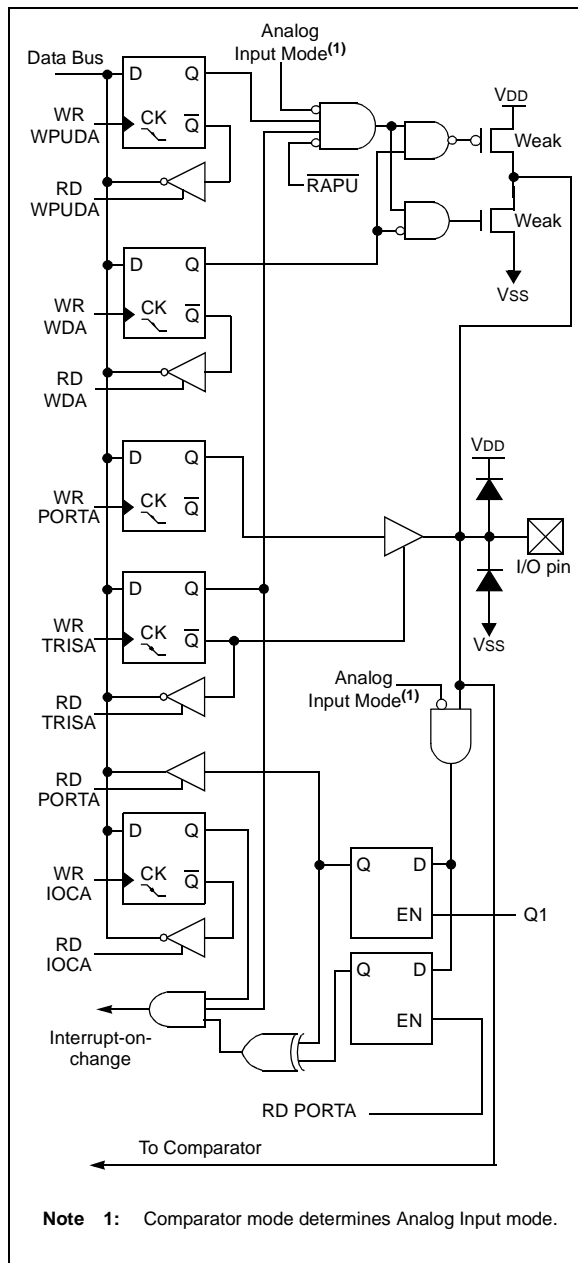 Analog
Input Mode(1)
Data Bus
D Q
VDD
WR
WPUDA
CK
Q̅
Weak
RD
WPUDA
R̅A̅P̅U̅
Weak
D Q
VSS
WR
WDA
CK
Q̅
RD
WDA
VDD
D Q
WR
PORTA
CK
Q̅
I/O pin
D Q
VSS
WR
TRISA
CK
Q̅
Analog
Input Mode(1)
RD
TRISA
RD
PORTA
D Q
Q D
WR
IOCA
CK
Q̅
EN
Q1
RD
IOCA
Q D
EN
Interrupt-on-
change
RD PORTA
To Comparator
Note 1: Comparator mode determines Analog Input mode.